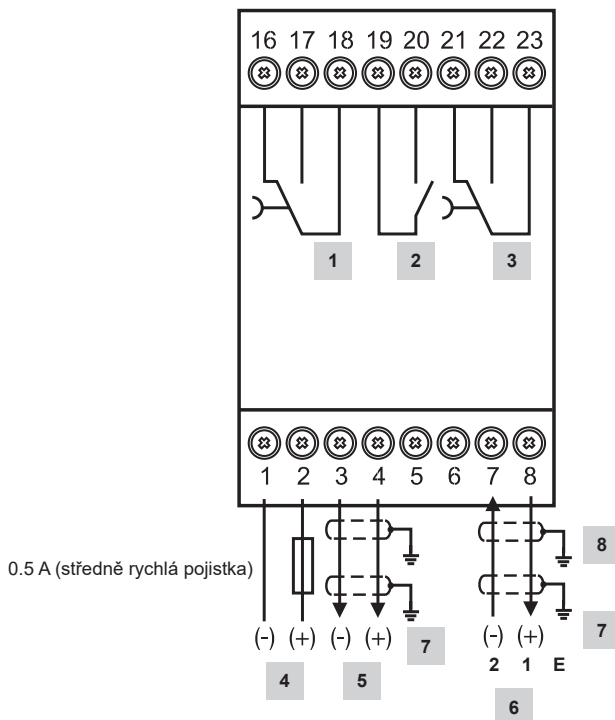 16 17 18 19 20 21 22 23
1 2 3
1 2 3 4 5 6 7 8
8
0.5 A (středně rychlá pojistka)
(-) (+) (-) (+) 7 (-) (+) 7
2 1 E
4 5
6